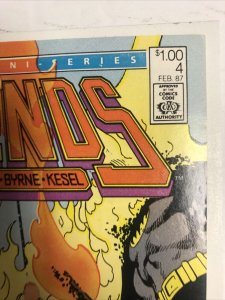 NI-SERIES
$1.00
4
FEB. 87
APPROVED
BY THE
COMICS
CODE
AUTHORITY
NDS
BYRNE • KESEL